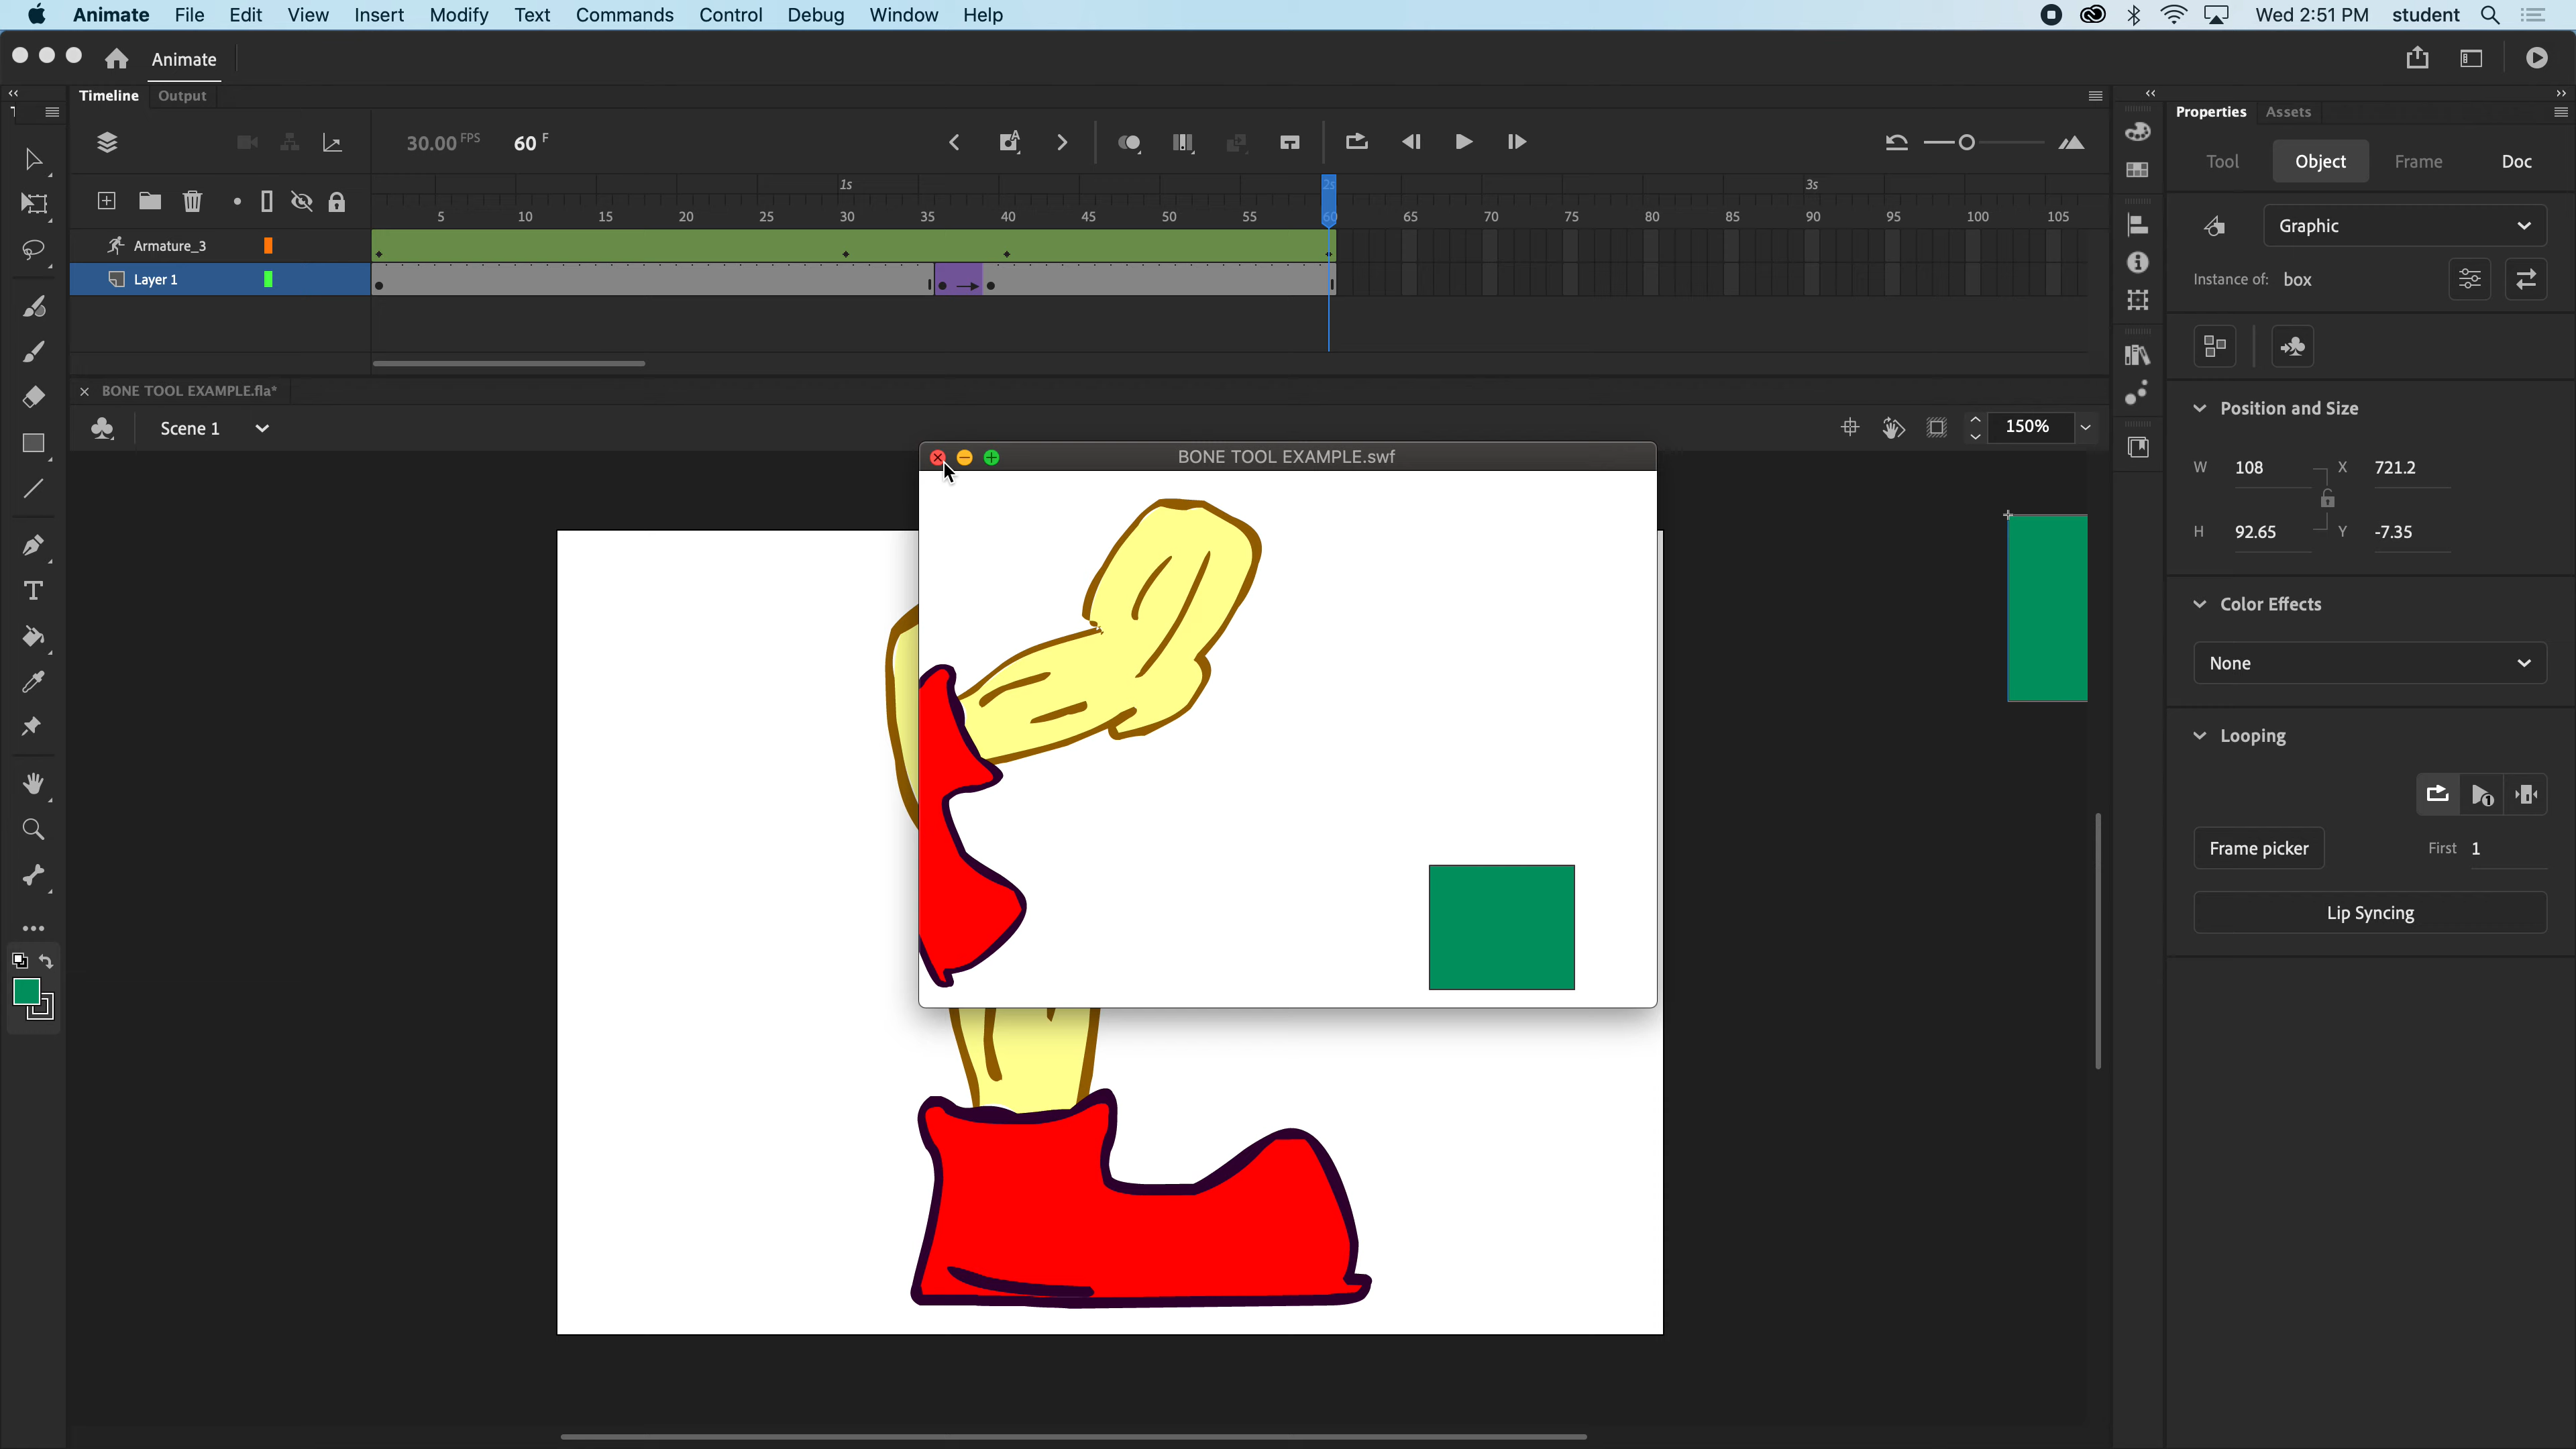 Animate File Edit View Insert Modify Text Commands Control Debug Window Help Wed 2:51 PM student
Animate
Timeline Output
Properties Assets
30.00 FPS 60 F
Tool Object Frame Doc
1s 2s 3s
5 10 15 20 25 30 35 40 45 50 55 60 65 70 75 80 85 90 95 100 105
Graphic
Armature_3
Layer 1
Instance of: box
BONE TOOL EXAMPLE.fla*
Scene 1
150%
Position and Size
BONE TOOL EXAMPLE.swf
W 108 X 721.2
H 92.65 Y -7.35
Color Effects
None
Looping
Frame picker First 1
Lip Syncing